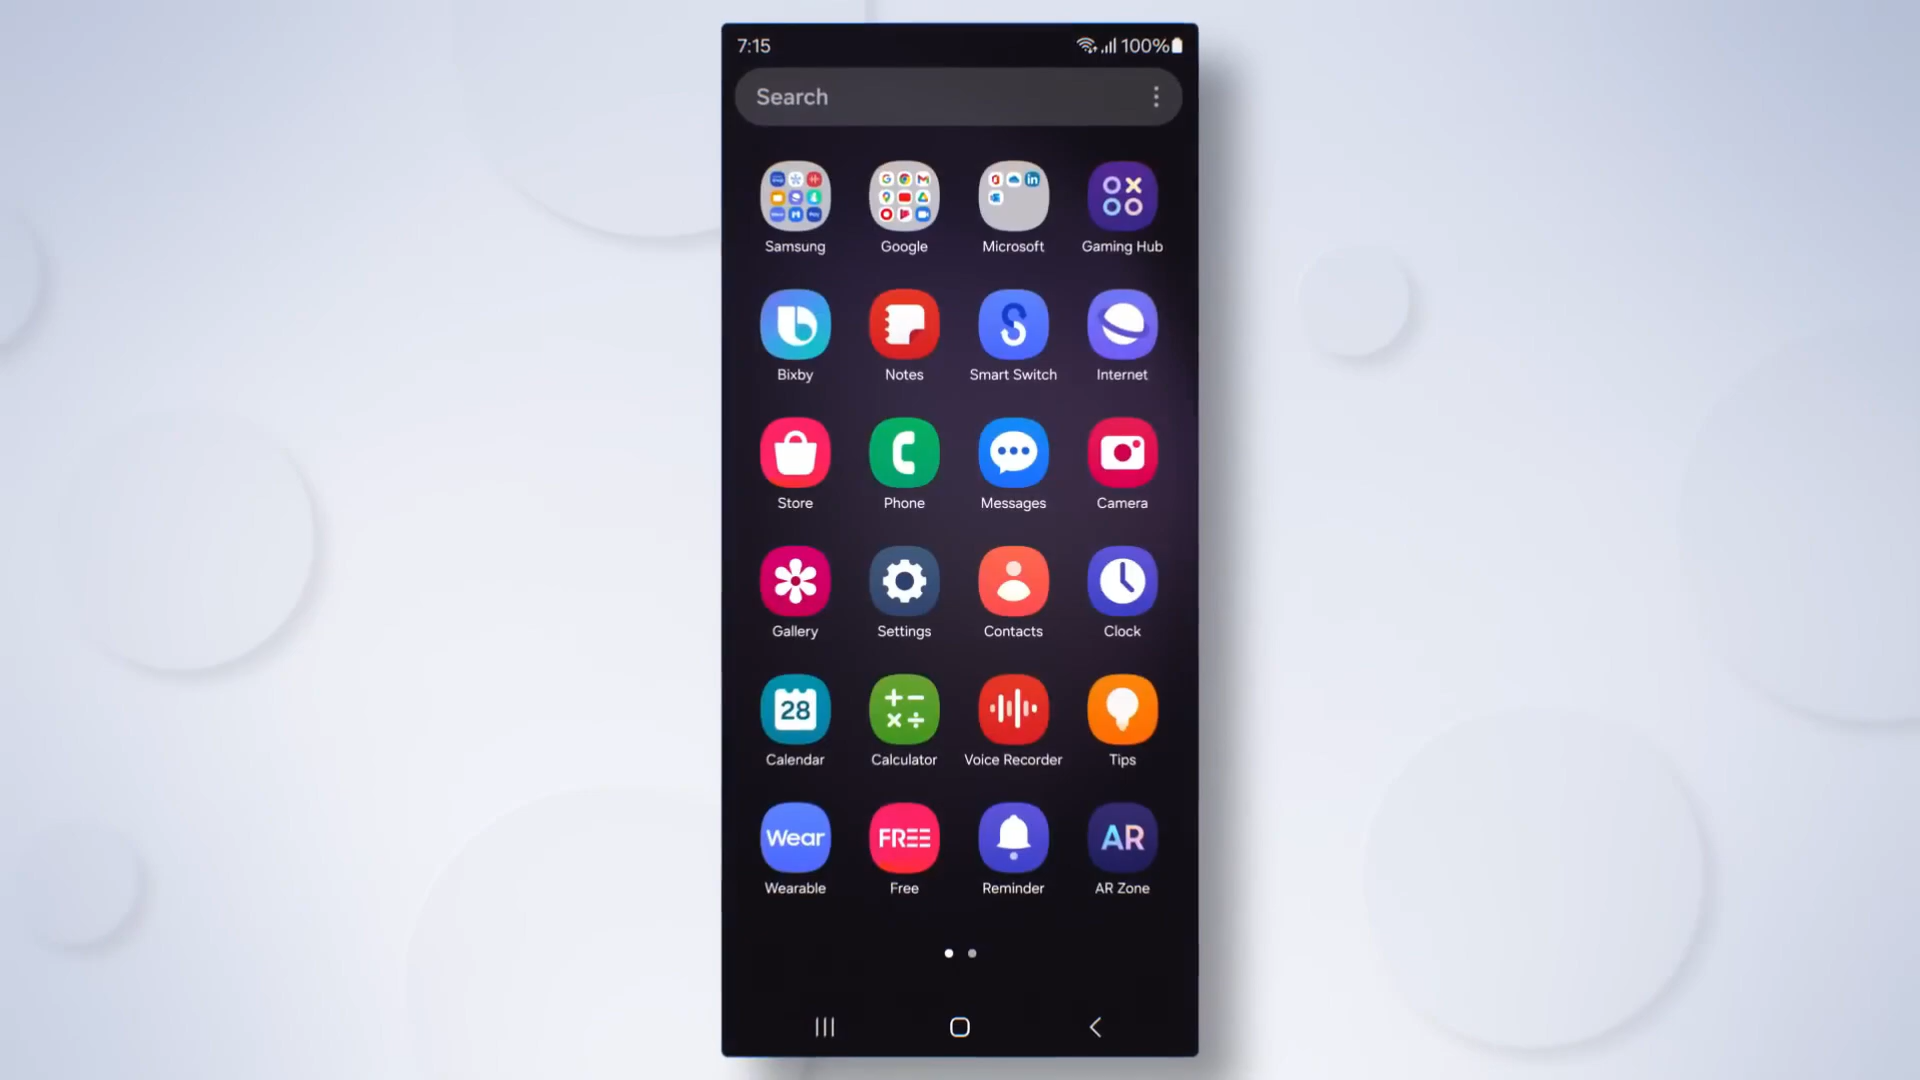 7:15 100%
Search
Samsung Google Microsoft Gaming Hub
Bixby Notes Smart Switch Internet
Store Phone Messages Camera
Gallery Settings Contacts Clock
28
Calendar Calculator Voice Recorder Tips
Wear FREE AR
Wearable Free Reminder AR Zone